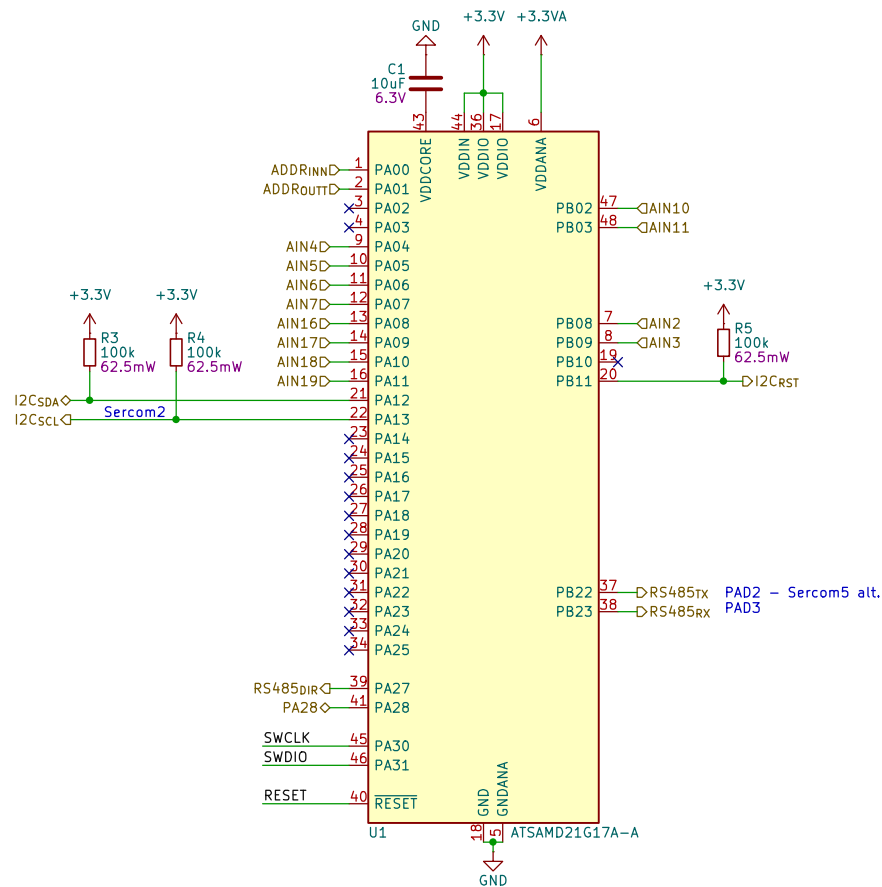 GND
+3.3V
+3.3VA
C1
10uF
6.3V
43
44
36
17
6
VDDCORE
VDDIN
VDDIO
VDDIO
VDDANA
ADDRINN 1 PA00
ADDROUTT 2 PA01
3 PA02
4 PA03
AIN4 9 PA04
AIN5 10 PA05
AIN6 11 PA06
AIN7 12 PA07
AIN16 13 PA08
AIN17 14 PA09
AIN18 15 PA10
AIN19 16 PA11
+3.3V
R3
100k
62.5mW
+3.3V
R4
100k
62.5mW
I2CSDA 21 PA12
I2CSCL Sercom2 22 PA13
23 PA14
24 PA15
25 PA16
26 PA17
27 PA18
28 PA19
29 PA20
30 PA21
31 PA22
32 PA23
33 PA24
34 PA25
RS485DIR 39 PA27
PA28 41 PA28
SWCLK 45 PA30
SWDIO 46 PA31
RESET 40 RESET
PB02 47 AIN10
PB03 48 AIN11
+3.3V
R5
100k
62.5mW
PB08 7 AIN2
PB09 8 AIN3
PB10 19
PB11 20 I2CRST
PB22 37 RS485TX PAD2 - Sercom5 alt.
PB23 38 RS485RX PAD3
GND
GNDANA
18
5
U1
ATSAMD21G17A-A
GND